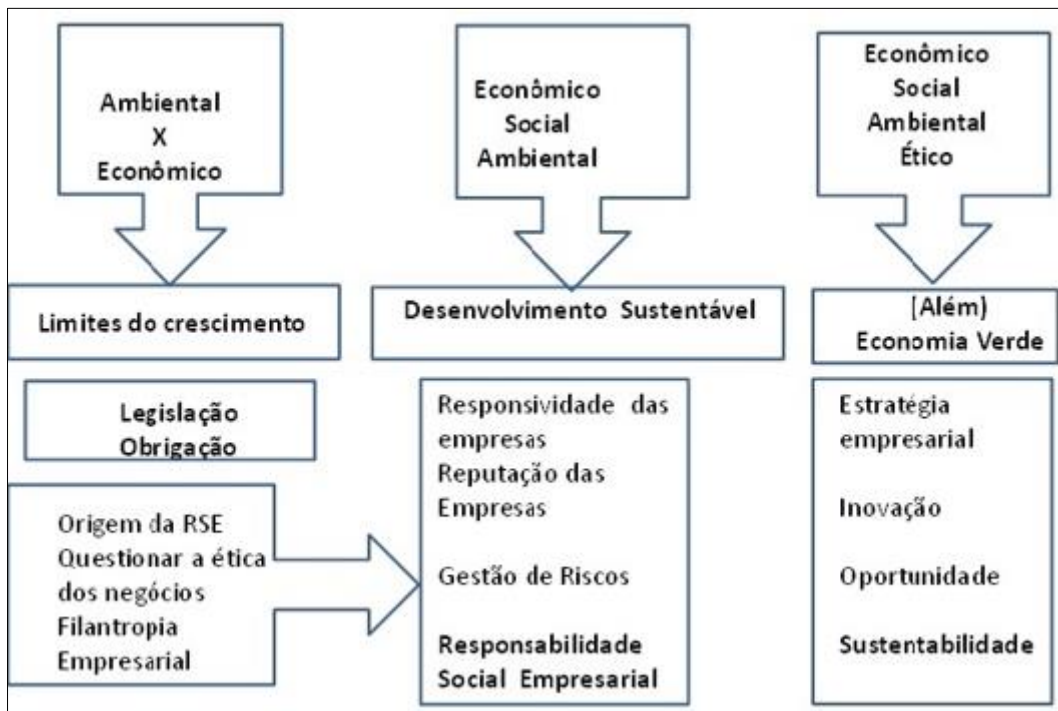 Ambiental
X
Econômico
Limites do crescimento
Legislação
Obrigação
Origem da RSE
Questionar a ética
dos negócios
Filantropia
Empresarial
Econômico
Social
Ambiental
Desenvolvimento Sustentável
Responsividade das
empresas
Reputação das
Empresas
Gestão de Riscos
Responsabilidade
Social Empresarial
Econômico
Social
Ambiental
Ético
(Além)
Economia Verde
Estratégia
empresarial
Inovação
Oportunidade
Sustentabilidade